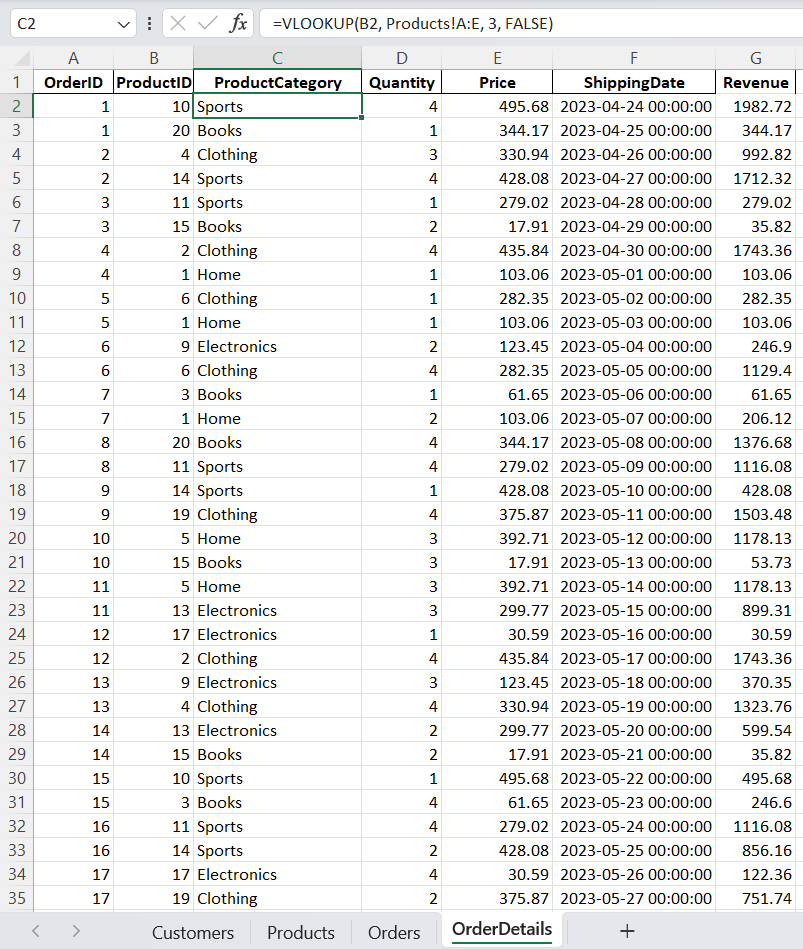 C2 fx =VLOOKUP(B2, Products!A:E, 3, FALSE)
A B C D E F G
1 OrderID ProductID ProductCategory Quantity Price ShippingDate Revenue
2 1 10 Sports 4 495.68 2023-04-24 00:00:00 1982.72
3 1 20 Books 1 344.17 2023-04-25 00:00:00 344.17
4 2 4 Clothing 3 330.94 2023-04-26 00:00:00 992.82
5 2 14 Sports 4 428.08 2023-04-27 00:00:00 1712.32
6 3 11 Sports 1 279.02 2023-04-28 00:00:00 279.02
7 3 15 Books 2 17.91 2023-04-29 00:00:00 35.82
8 4 2 Clothing 4 435.84 2023-04-30 00:00:00 1743.36
9 4 1 Home 1 103.06 2023-05-01 00:00:00 103.06
10 5 6 Clothing 1 282.35 2023-05-02 00:00:00 282.35
11 5 1 Home 1 103.06 2023-05-03 00:00:00 103.06
12 6 9 Electronics 2 123.45 2023-05-04 00:00:00 246.9
13 6 6 Clothing 4 282.35 2023-05-05 00:00:00 1129.4
14 7 3 Books 1 61.65 2023-05-06 00:00:00 61.65
15 7 1 Home 2 103.06 2023-05-07 00:00:00 206.12
16 8 20 Books 4 344.17 2023-05-08 00:00:00 1376.68
17 8 11 Sports 4 279.02 2023-05-09 00:00:00 1116.08
18 9 14 Sports 1 428.08 2023-05-10 00:00:00 428.08
19 9 19 Clothing 4 375.87 2023-05-11 00:00:00 1503.48
20 10 5 Home 3 392.71 2023-05-12 00:00:00 1178.13
21 10 15 Books 3 17.91 2023-05-13 00:00:00 53.73
22 11 5 Home 3 392.71 2023-05-14 00:00:00 1178.13
23 11 13 Electronics 3 299.77 2023-05-15 00:00:00 899.31
24 12 17 Electronics 1 30.59 2023-05-16 00:00:00 30.59
25 12 2 Clothing 4 435.84 2023-05-17 00:00:00 1743.36
26 13 9 Electronics 3 123.45 2023-05-18 00:00:00 370.35
27 13 4 Clothing 4 330.94 2023-05-19 00:00:00 1323.76
28 14 13 Electronics 2 299.77 2023-05-20 00:00:00 599.54
29 14 15 Books 2 17.91 2023-05-21 00:00:00 35.82
30 15 10 Sports 1 495.68 2023-05-22 00:00:00 495.68
31 15 3 Books 4 61.65 2023-05-23 00:00:00 246.6
32 16 11 Sports 4 279.02 2023-05-24 00:00:00 1116.08
33 16 14 Sports 2 428.08 2023-05-25 00:00:00 856.16
34 17 17 Electronics 4 30.59 2023-05-26 00:00:00 122.36
35 17 19 Clothing 2 375.87 2023-05-27 00:00:00 751.74
Customers Products Orders OrderDetails +